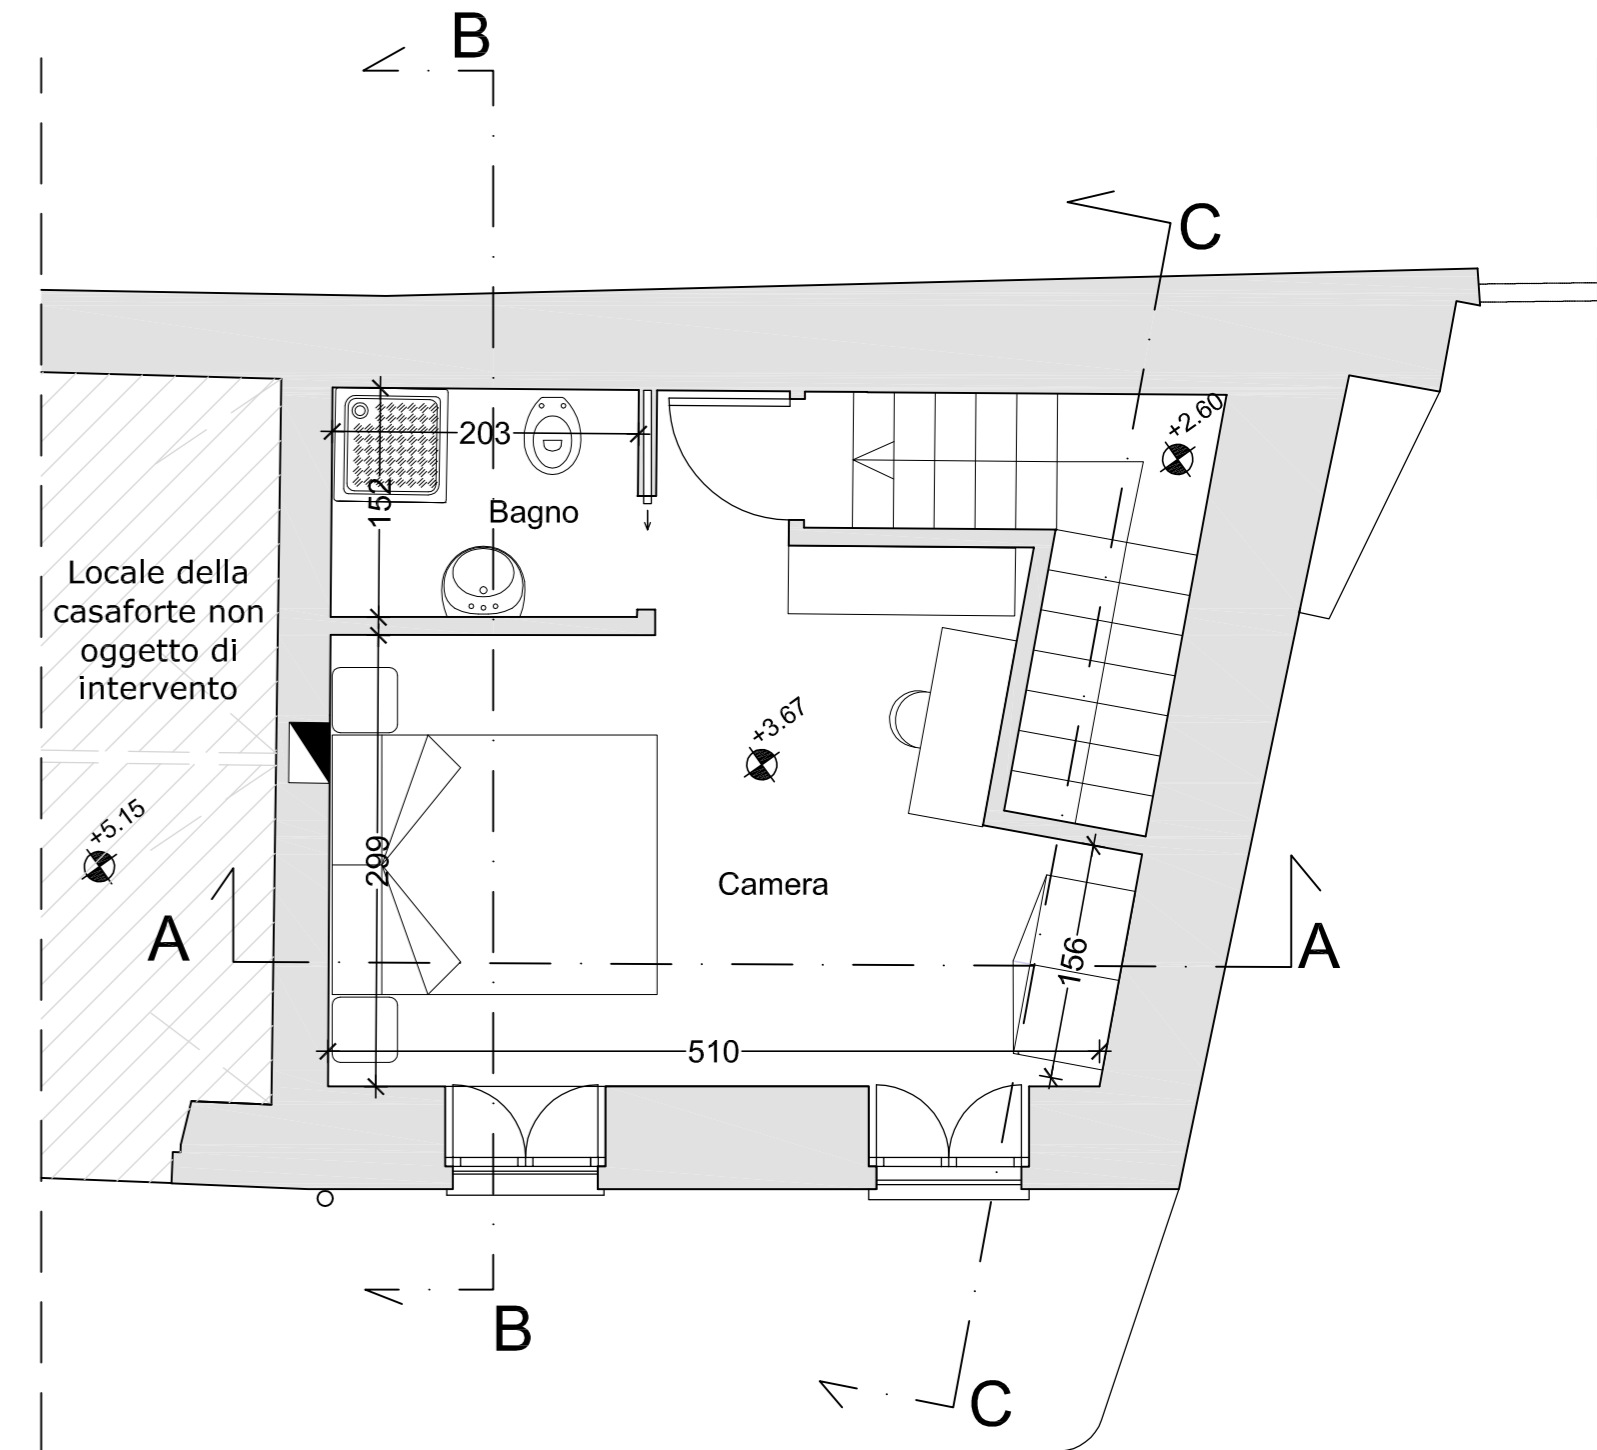 B
C
+2.60
203
152
Bagno
Locale della
casaforte non
oggetto di
intervento
+3.67
+5.15
299
Camera
A
A
156
510
B
C